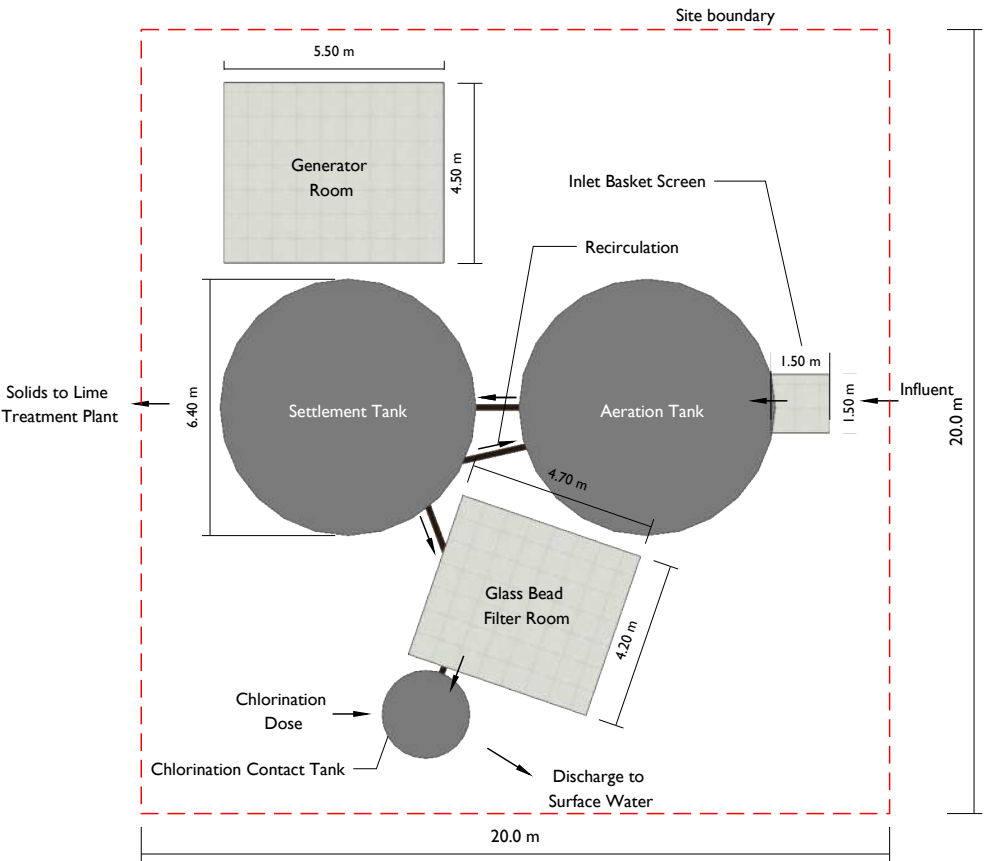 Site boundary
5.50 m
Generator
Room
4.50 m
Inlet Basket Screen
Recirculation
1.50 m
Solids to Lime
Treatment Plant
6.40 m
Settlement Tank
Aeration Tank
1.50 m
Influent
20.0 m
4.70 m
Glass Bead
Filter Room
4.20 m
Chlorination
Dose
Chlorination Contact Tank
Discharge to
Surface Water
20.0 m